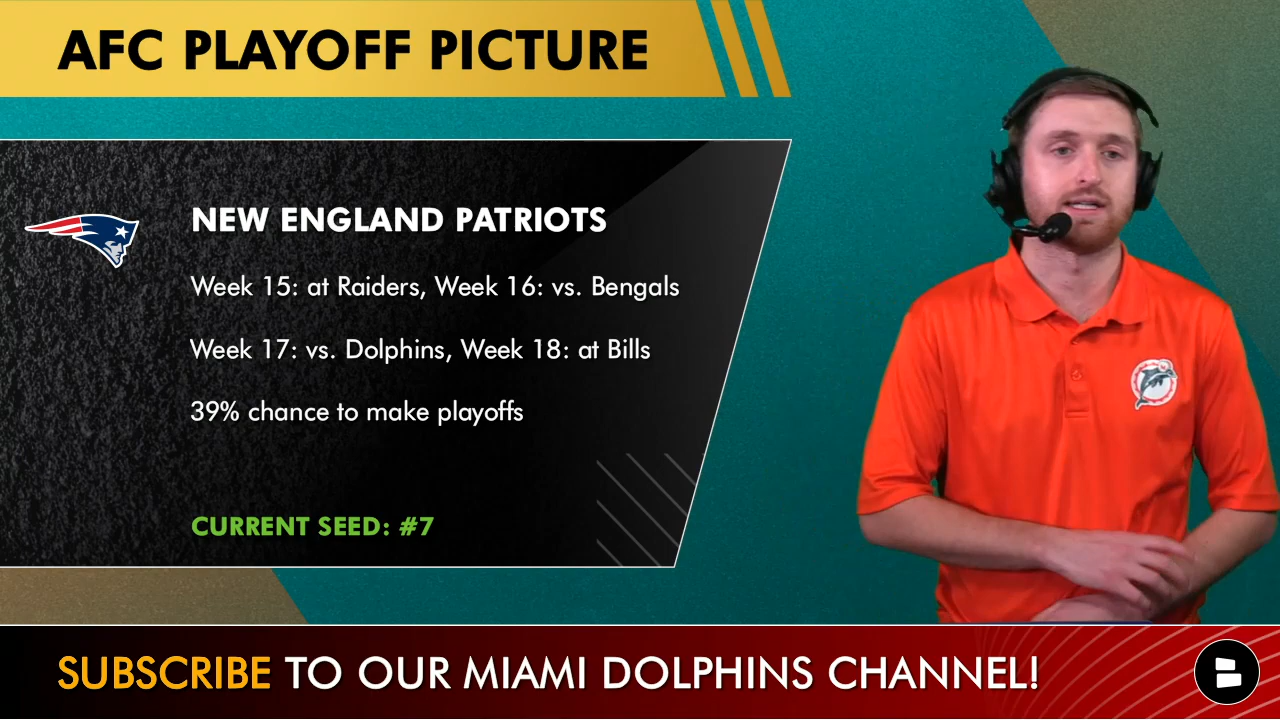 AFC PLAYOFF PICTURE
NEW ENGLAND PATRIOTS
Week 15: at Raiders, Week 16: vs. Bengals
Week 17: vs. Dolphins, Week 18: at Bills
39% chance to make playoffs
CURRENT SEED: #7
SUBSCRIBE TO OUR MIAMI DOLPHINS CHANNEL!